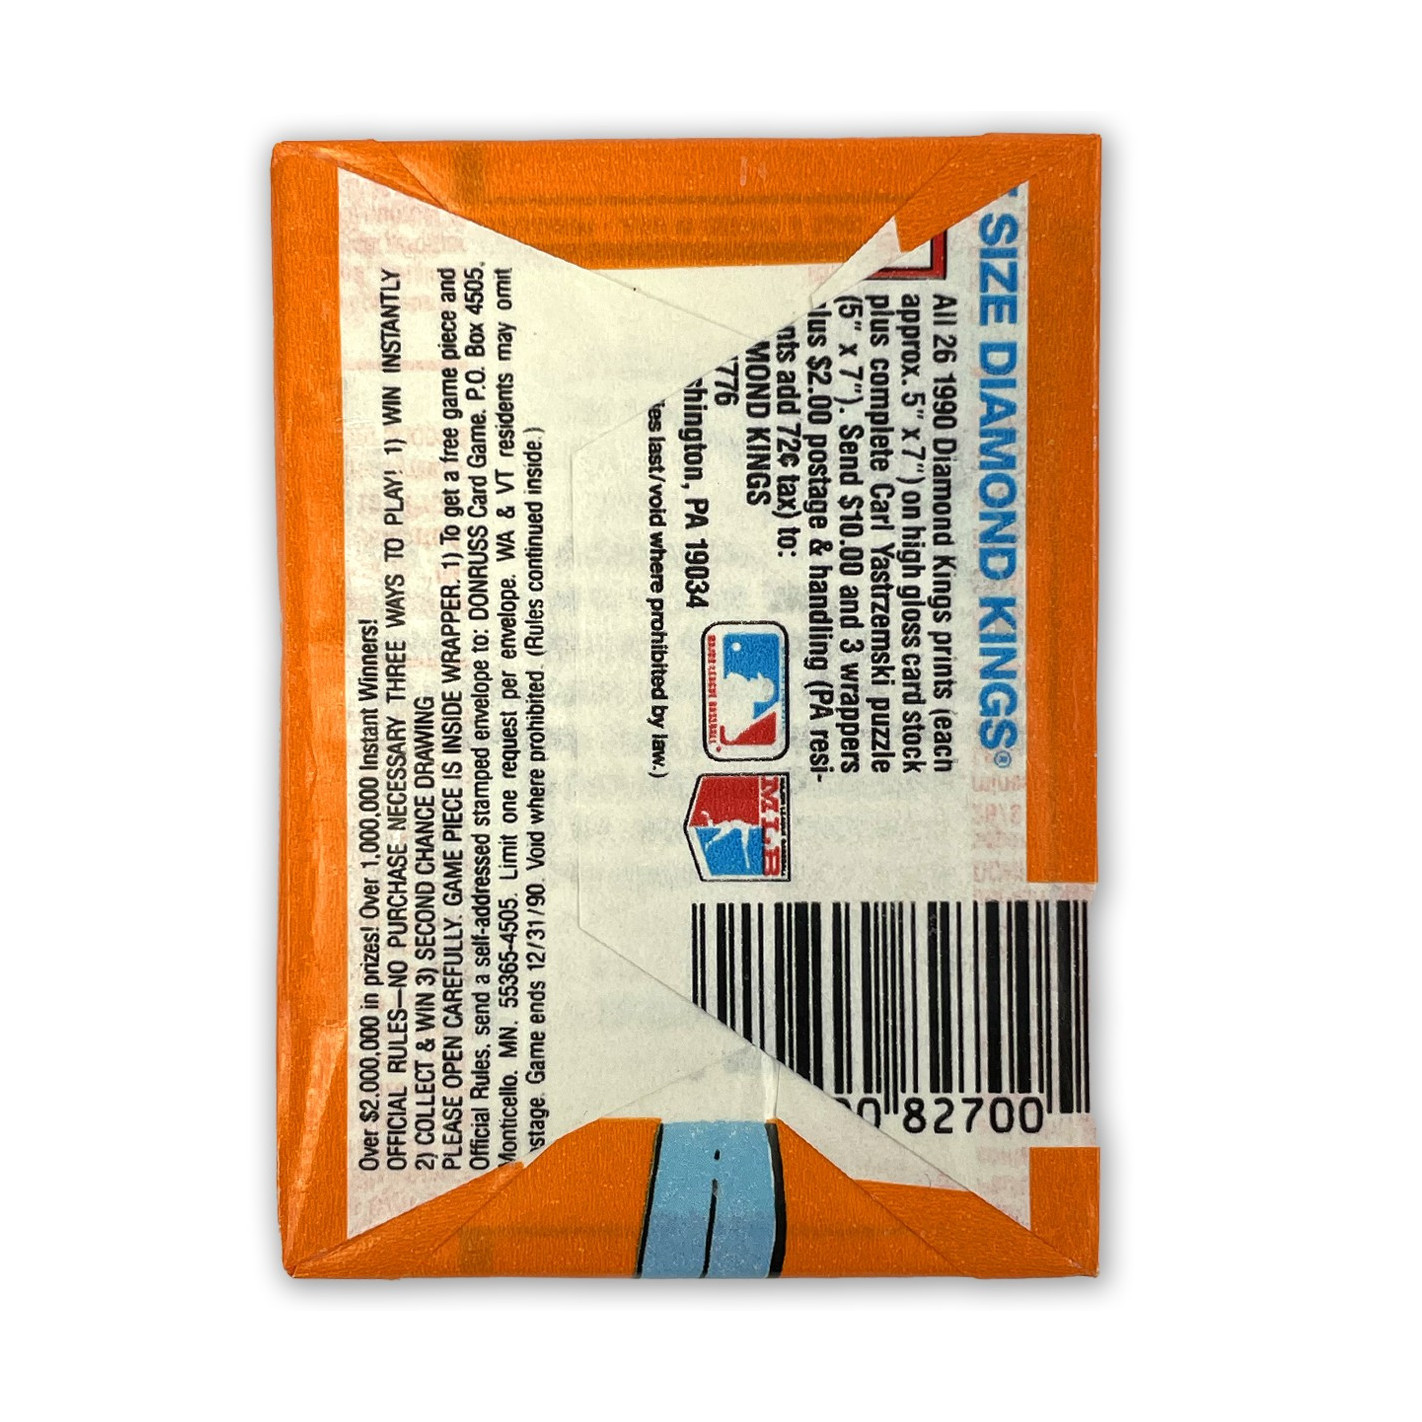 Over $2,000,000 in prizes! Over 1,000,000 Instant Winners!
OFFICIAL RULES—NO PURCHASE NECESSARY THREE WAYS TO PLAY! 1) WIN INSTANTLY
2) COLLECT & WIN 3) SECOND CHANCE DRAWING
PLEASE OPEN CAREFULLY. GAME PIECE IS INSIDE WRAPPER. 1) To get a free game piece and
Official Rules, send a self-addressed stamped envelope to: DONRUSS Card Game. P.O. Box 4505,
Monticello. MN. 55365-4505. Limit one request per envelope. WA & VT residents may omit
stage. Game ends 12/31/90. Void where prohibited. (Rules continued inside.)
SIZE DIAMOND KINGS®
All 26 1990 Diamond Kings prints (each
approx. 5" x 7") on high gloss card stock
plus complete Carl Yastrzemski puzzle
(5" x 7"). Send $10.00 and 3 wrappers
lus $2.00 postage & handling (PA resi-
nts add 72¢ tax) to:
MOND KINGS
776
hington, PA 19034
es last/void where prohibited by law.)
MAJOR LEAGUE BASEBALL
MLB
0 82700